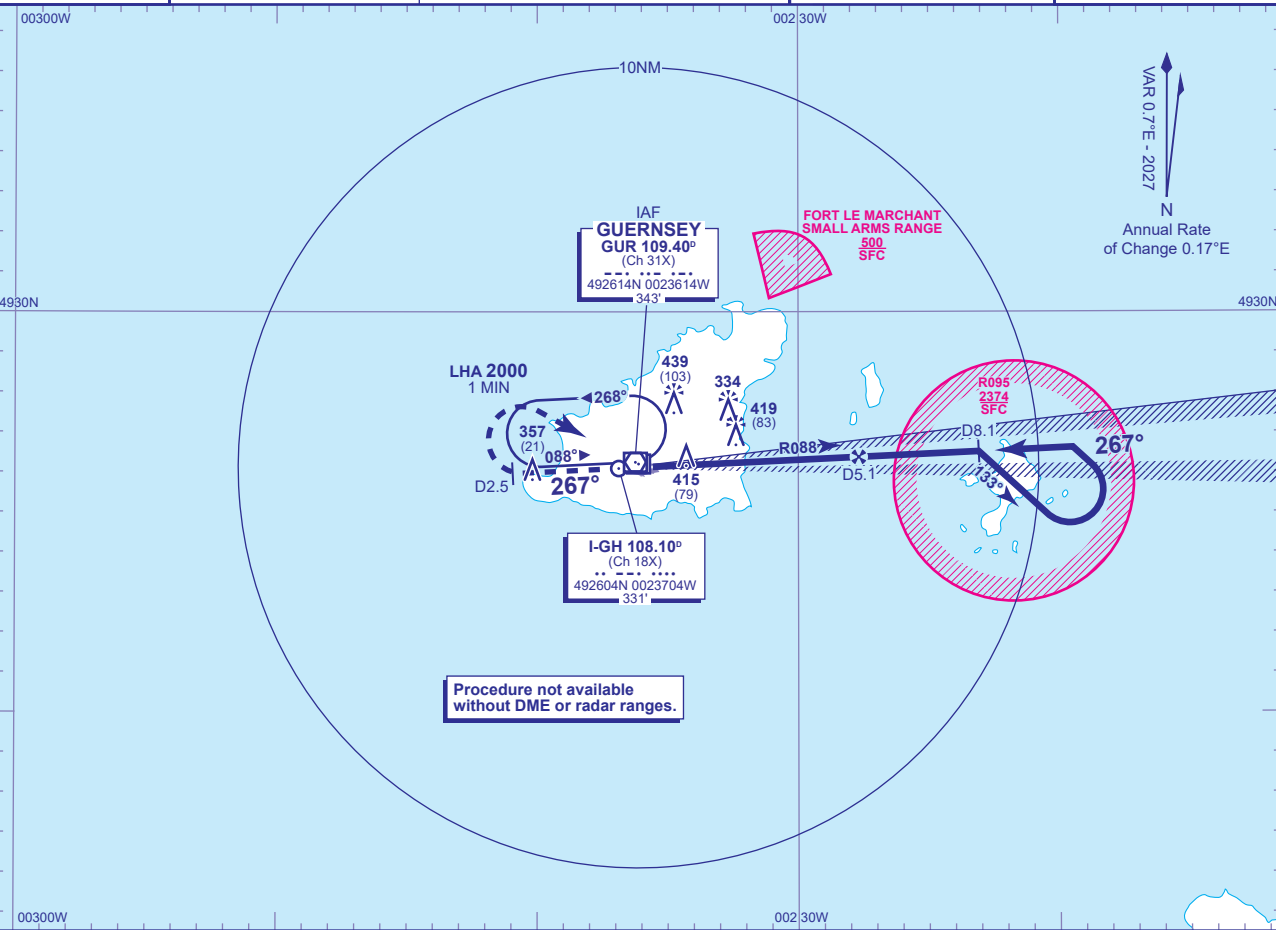 00300W
00230W
10NM
VAR 0.7°E - 2027
N
Annual Rate
of Change 0.17°E
IAF
GUERNSEY
GUR 109.40ᴰ
(Ch 31X)
492614N 0023614W
343'
FORT LE MARCHANT
SMALL ARMS RANGE
500
SFC
4930N
4930N
LHA 2000
1 MIN
268°
439
(103)
334
419
(83)
R095
2374
SFC
357
(21)
088°
D2.5
267°
415
(79)
R088
D5.1
D8.1
133°
267°
I-GH 108.10ᴰ
(Ch 18X)
492604N 0023704W
331'
Procedure not available
without DME or radar ranges.
00300W
00230W